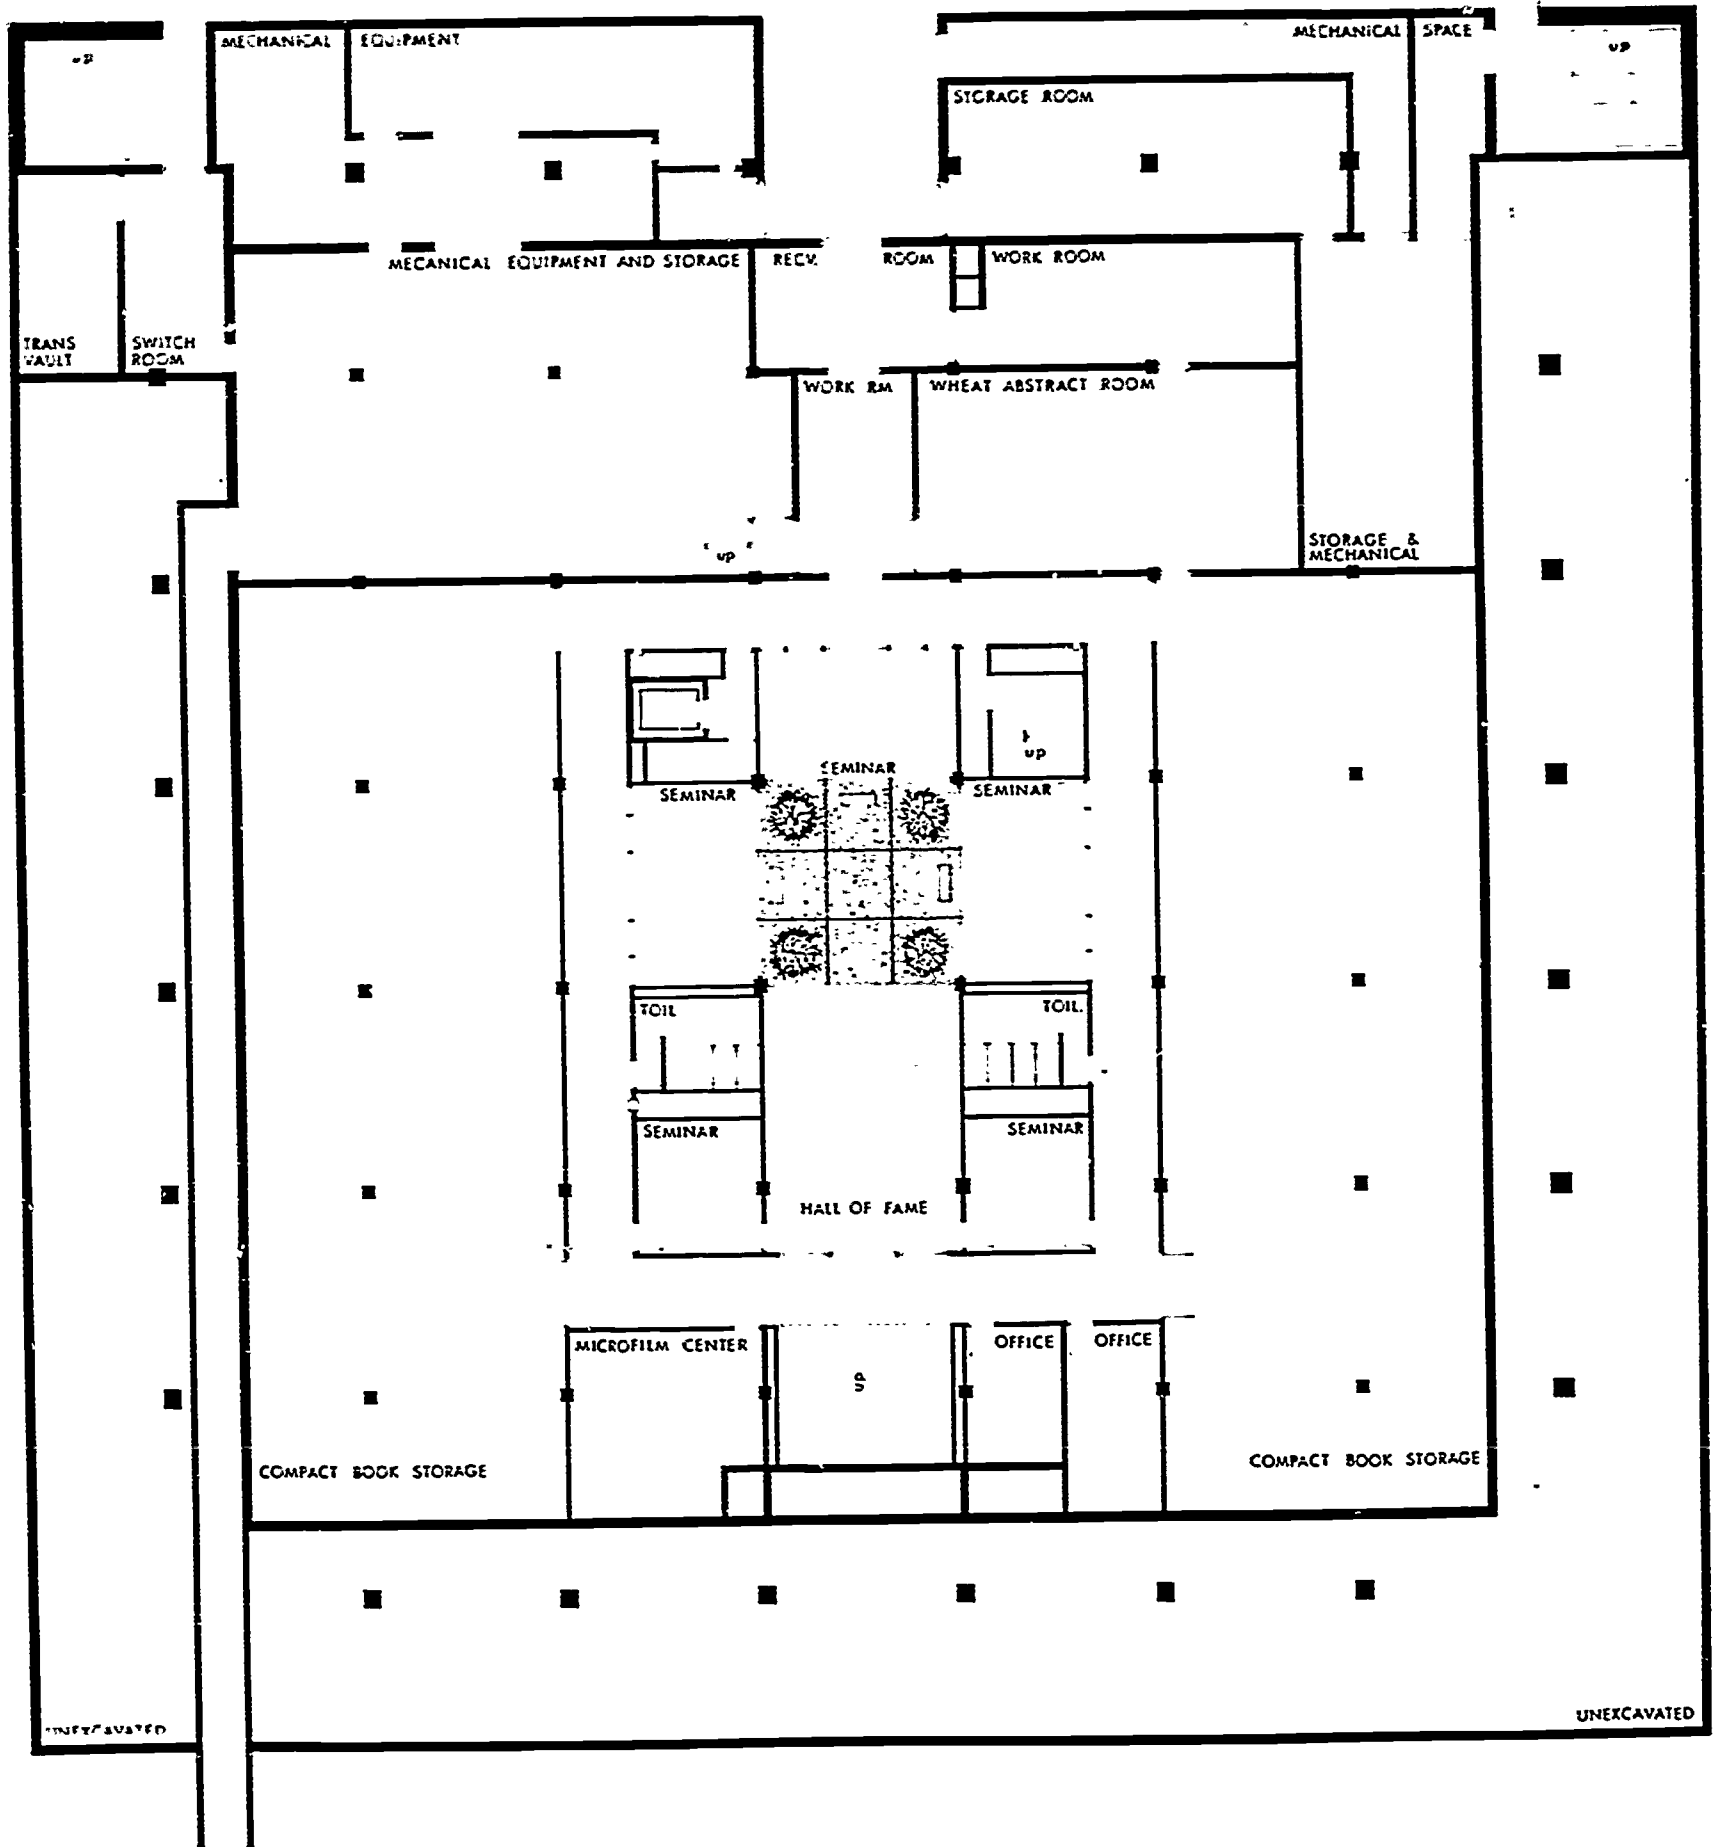 MECHANICAL EQUIPMENT
MECHANICAL SPACE
up
up
STORAGE ROOM
MECANICAL EQUIPMENT AND STORAGE
RECV. ROOM
WORK ROOM
TRANS
VAULT
SWITCH
ROOM
WORK RM
WHEAT ABSTRACT ROOM
STORAGE &
MECHANICAL
up
up
SEMINAR
SEMINAR
SEMINAR
TOIL
TOIL.
SEMINAR
SEMINAR
HALL OF FAME
MICROFILM CENTER
OFFICE
OFFICE
up
COMPACT BOOK STORAGE
COMPACT BOOK STORAGE
UNEXCAVATED
UNEXCAVATED